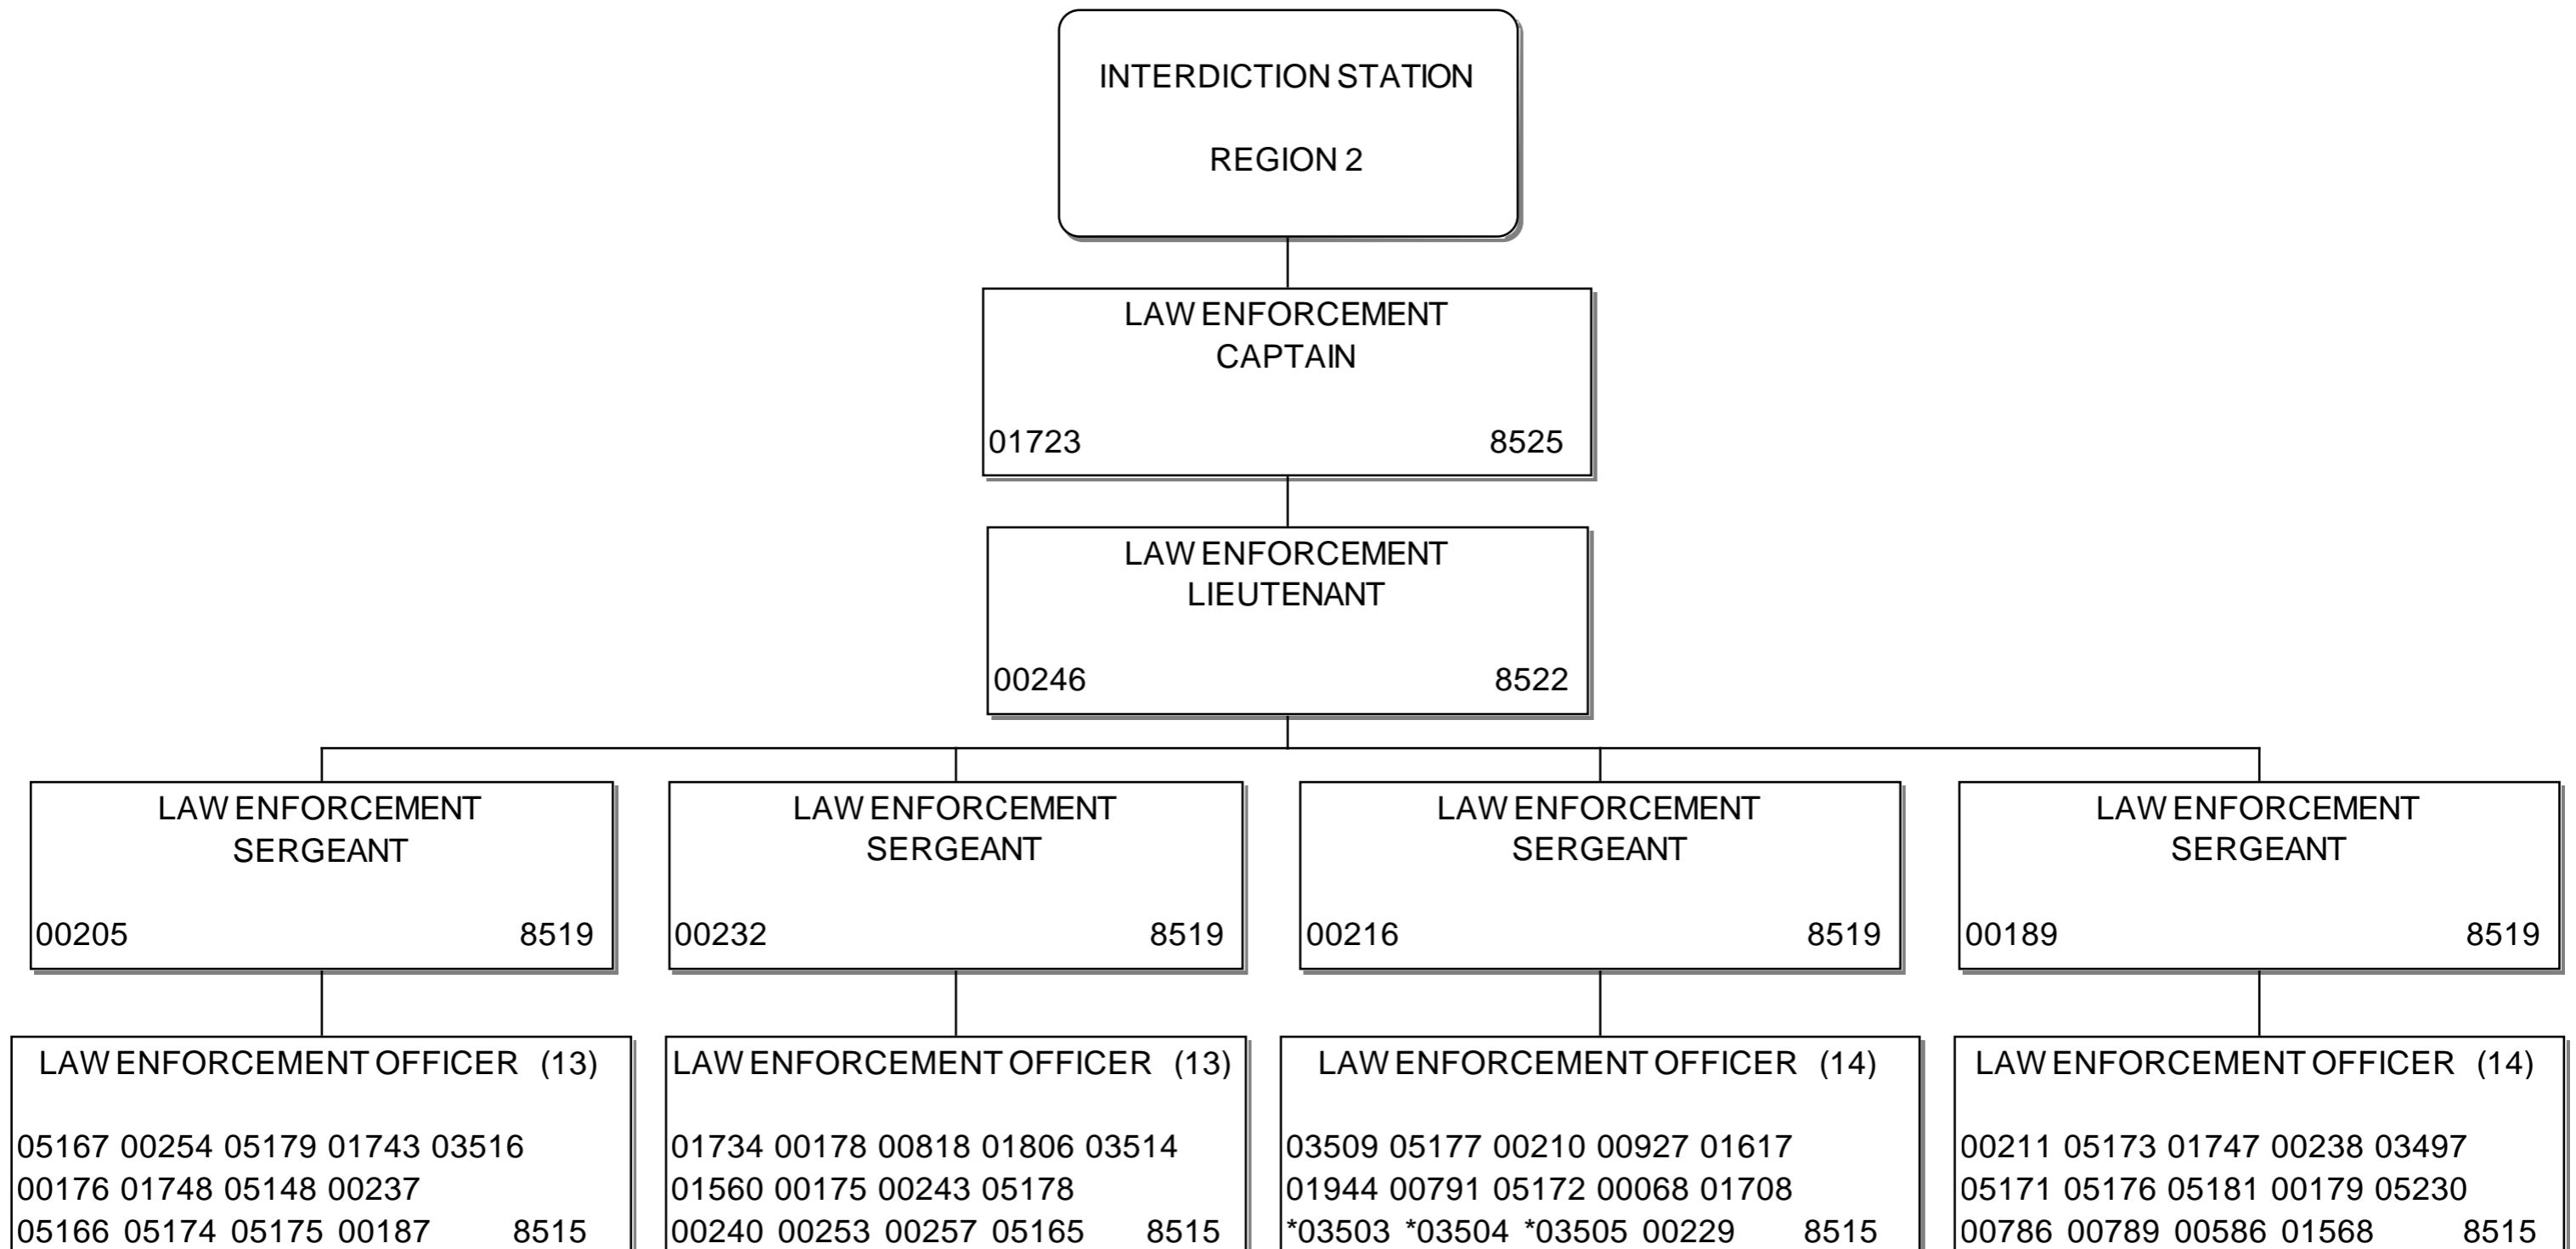 INTERDICTION STATION
REGION 2
LAW ENFORCEMENT
CAPTAIN
01723 8525
LAW ENFORCEMENT
LIEUTENANT
00246 8522
LAW ENFORCEMENT
SERGEANT
00205 8519
LAW ENFORCEMENT
SERGEANT
00232 8519
LAW ENFORCEMENT
SERGEANT
00216 8519
LAW ENFORCEMENT
SERGEANT
00189 8519
LAW ENFORCEMENT OFFICER (13)
05167 00254 05179 01743 03516
00176 01748 05148 00237
05166 05174 05175 00187 8515
LAW ENFORCEMENT OFFICER (13)
01734 00178 00818 01806 03514
01560 00175 00243 05178
00240 00253 00257 05165 8515
LAW ENFORCEMENT OFFICER (14)
03509 05177 00210 00927 01617
01944 00791 05172 00068 01708
*03503 *03504 *03505 00229 8515
LAW ENFORCEMENT OFFICER (14)
00211 05173 01747 00238 03497
05171 05176 05181 00179 05230
00786 00789 00586 01568 8515